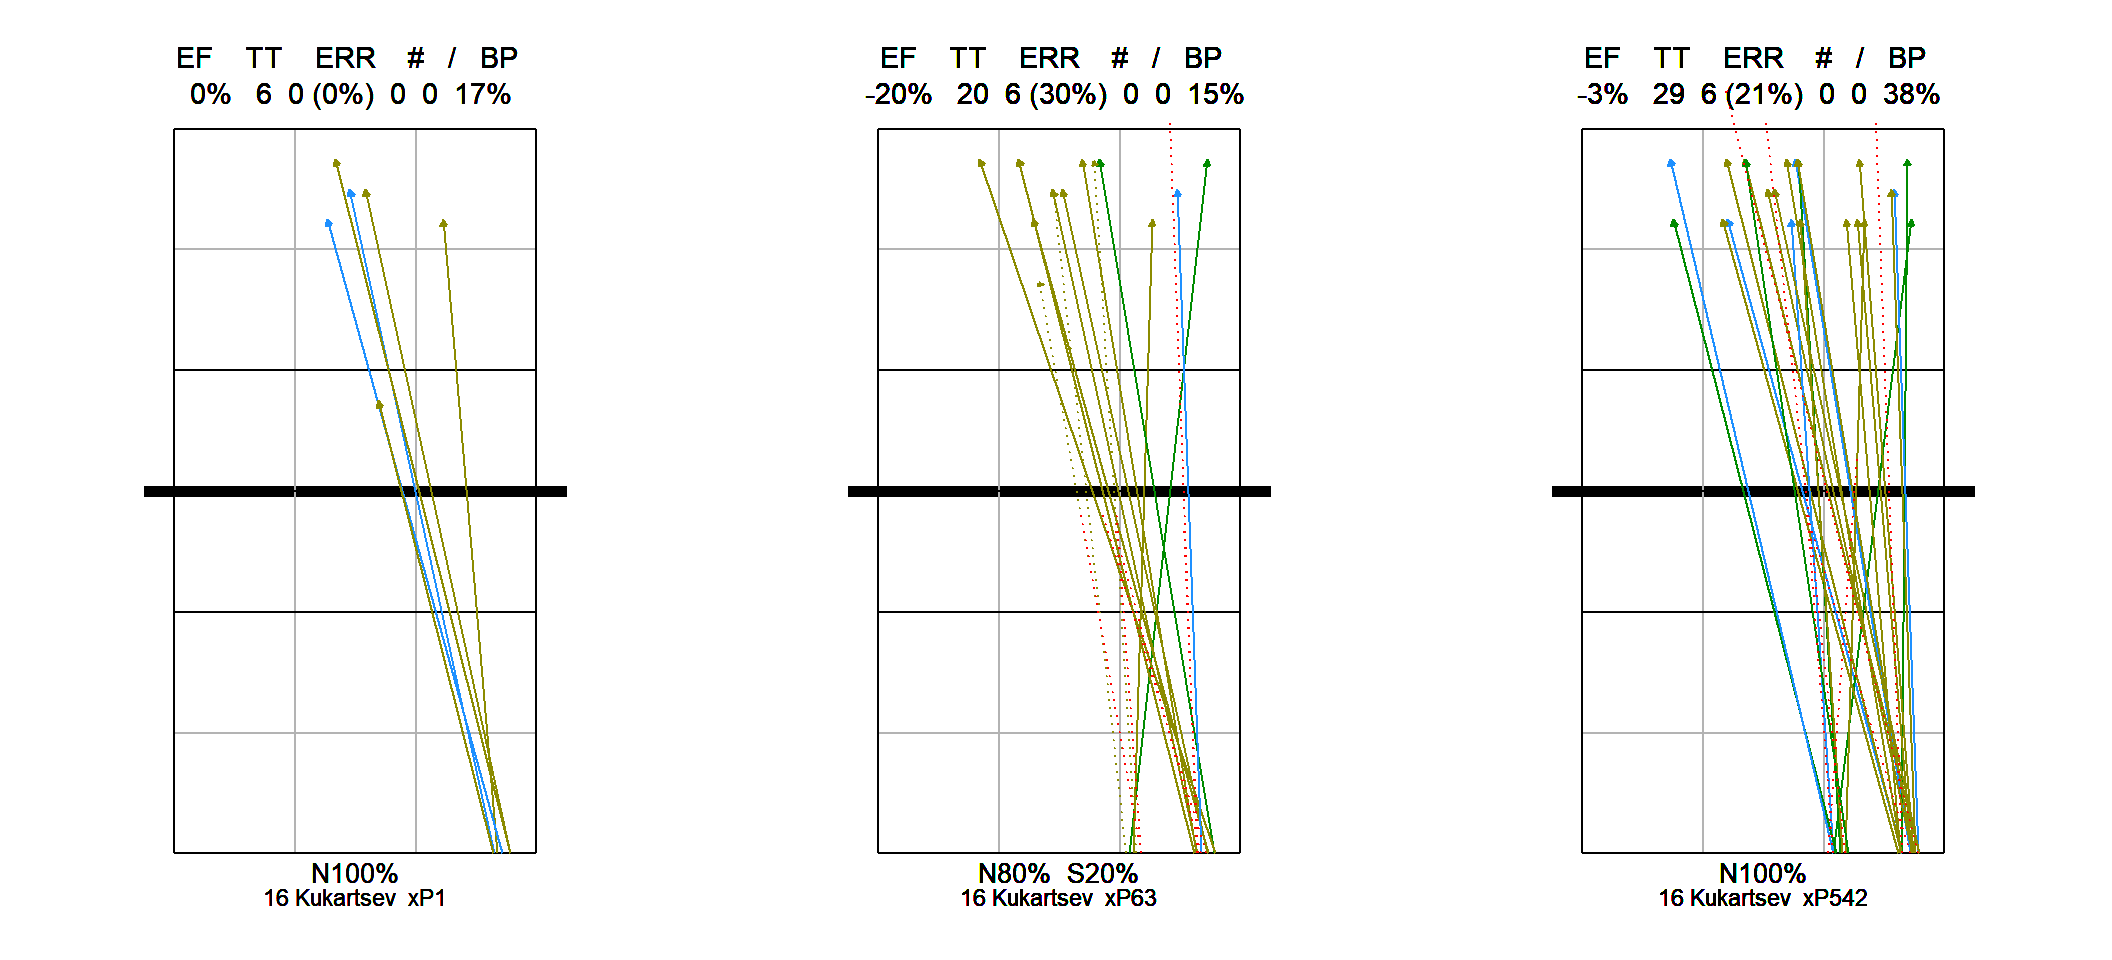 EF TT ERR # / BP
0% 6 0 (0%) 0 0 17%
N100%
16 Kukartsev xP1
EF TT ERR # / BP
-20% 20 6 (30%) 0 0 15%
N80% S20%
16 Kukartsev xP63
EF TT ERR # / BP
-3% 29 6 (21%) 0 0 38%
N100%
16 Kukartsev xP542